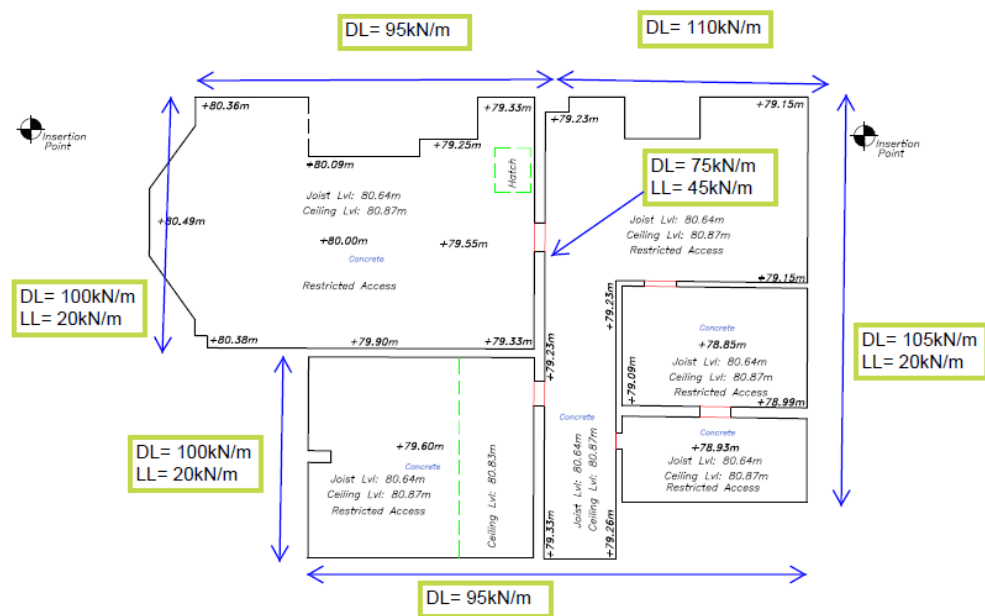 DL= 95kN/m
DL= 110kN/m
+80.36m
+79.33m
+79.23m
+79.15m
Insertion
Point
+79.25m
Insertion
Point
+80.09m
Hatch
DL= 75kN/m
LL= 45kN/m
Joist Lvl: 80.64m
Ceiling Lvl: 80.87m
+80.49m
+80.00m
+79.55m
Concrete
Restricted Access
Joist Lvl: 80.64m
Ceiling Lvl: 80.87m
Restricted Access
+79.15m
DL= 100kN/m
LL= 20kN/m
+79.23m
+80.38m
+79.90m
+79.33m
+79.23m
Concrete
+78.85m
Joist Lvl: 80.64m
Ceiling Lvl: 80.87m
Restricted Access
+79.09m
+78.99m
DL= 105kN/m
LL= 20kN/m
DL= 100kN/m
LL= 20kN/m
+79.60m
Concrete
Joist Lvl: 80.64m
Ceiling Lvl: 80.87m
Restricted Access
Ceiling Lvl: 80.83m
Concrete
Joist Lvl: 80.64m
Ceiling Lvl: 80.87m
+79.33m
+79.26m
Concrete
+78.93m
Joist Lvl: 80.64m
Ceiling Lvl: 80.87m
Restricted Access
DL= 95kN/m